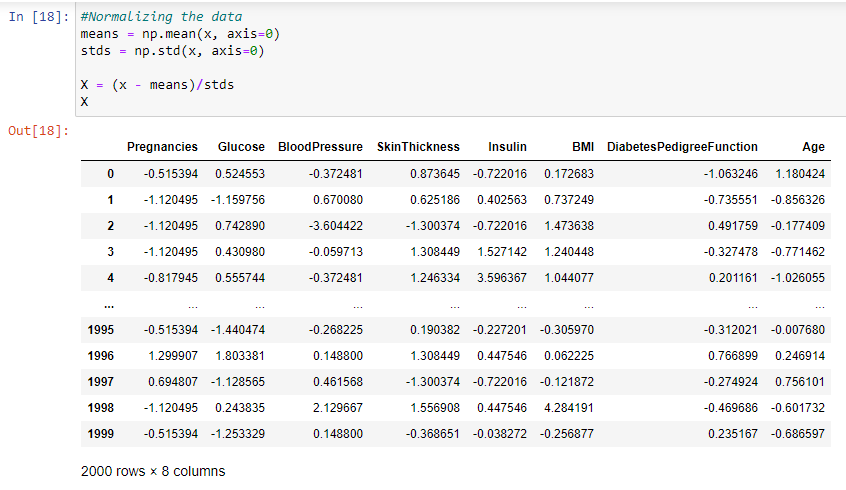 In [18]: #Normalizing the data
means = np.mean(x, axis=0)
stds = np.std(x, axis=0)
X = (x - means)/stds
X
Out[18]:
Pregnancies Glucose BloodPressure SkinThickness Insulin BMI DiabetesPedigreeFunction Age
0 -0.515394 0.524553 -0.372481 0.873645 -0.722016 0.172683 -1.063246 1.180424
1 -1.120495 -1.159756 0.670080 0.625186 0.402563 0.737249 -0.735551 -0.856326
2 -1.120495 0.742890 -3.604422 -1.300374 -0.722016 1.473638 0.491759 -0.177409
3 -1.120495 0.430980 -0.059713 1.308449 1.527142 1.240448 -0.327478 -0.771462
4 -0.817945 0.555744 -0.372481 1.246334 3.596367 1.044077 0.201161 -1.026055
... ... ... ... ... ... ... ... ...
1995 -0.515394 -1.440474 -0.268225 0.190382 -0.227201 -0.305970 -0.312021 -0.007680
1996 1.299907 1.803381 0.148800 1.308449 0.447546 0.062225 0.766899 0.246914
1997 0.694807 -1.128565 0.461568 -1.300374 -0.722016 -0.121872 -0.274924 0.756101
1998 -1.120495 0.243835 2.129667 1.556908 0.447546 4.284191 -0.469686 -0.601732
1999 -0.515394 -1.253329 0.148800 -0.368651 -0.038272 -0.256877 0.235167 -0.686597
2000 rows × 8 columns